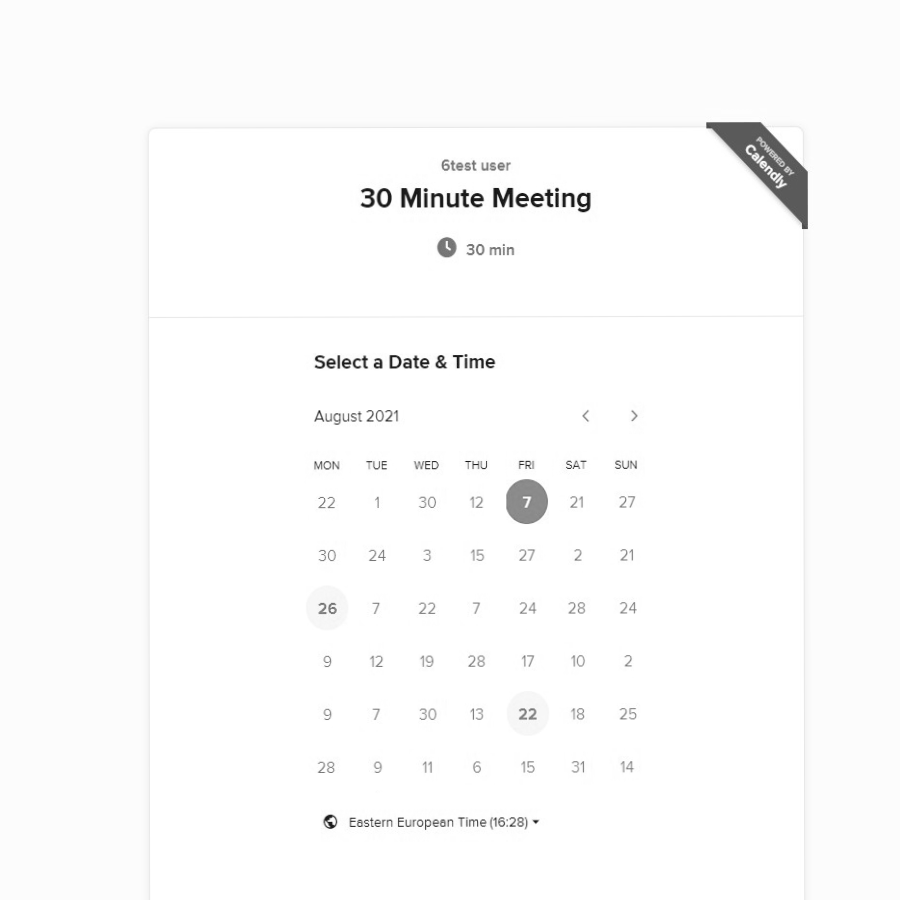 POWERED BY
Calendly
6test user
30 Minute Meeting
30 min
Select a Date & Time
August 2021
MON TUE WED THU FRI SAT SUN
22 1 30 12 7 21 27
30 24 3 15 27 2 21
26 7 22 7 24 28 24
9 12 19 28 17 10 2
9 7 30 13 22 18 25
28 9 11 6 15 31 14
Eastern European Time (16:28)